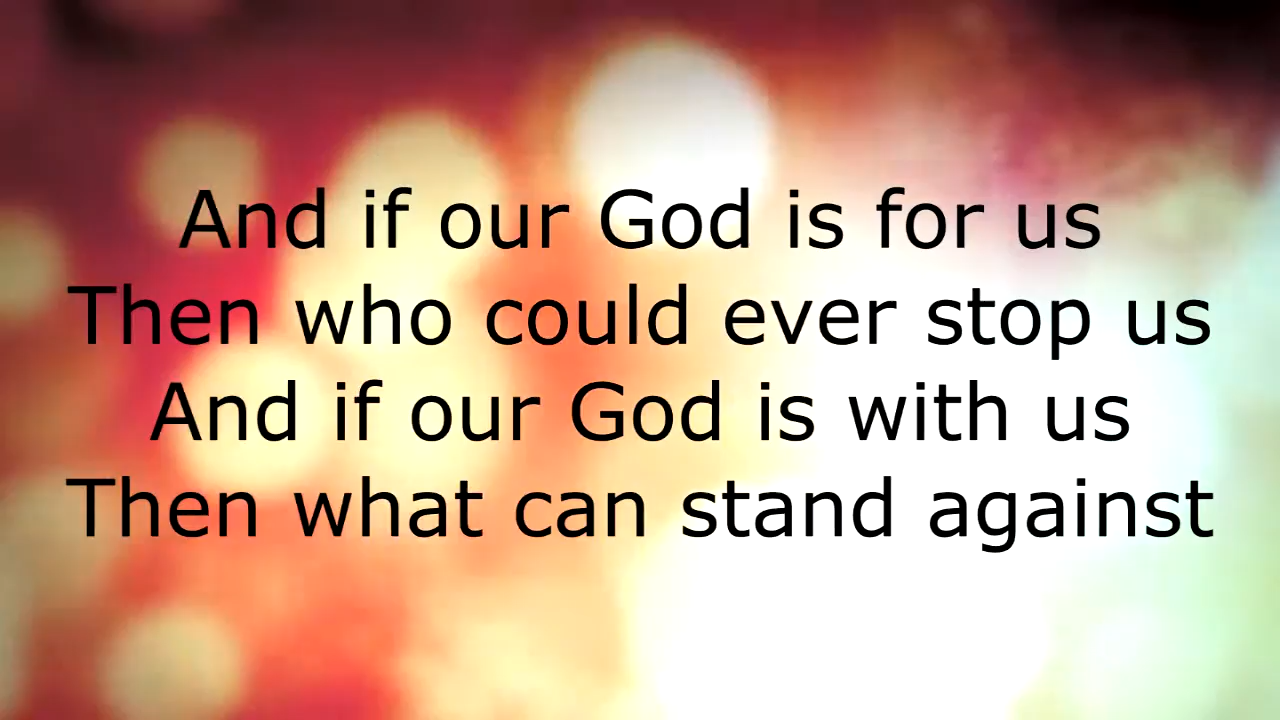 And if our God is for us
Then who could ever stop us
And if our God is with us
Then what can stand against